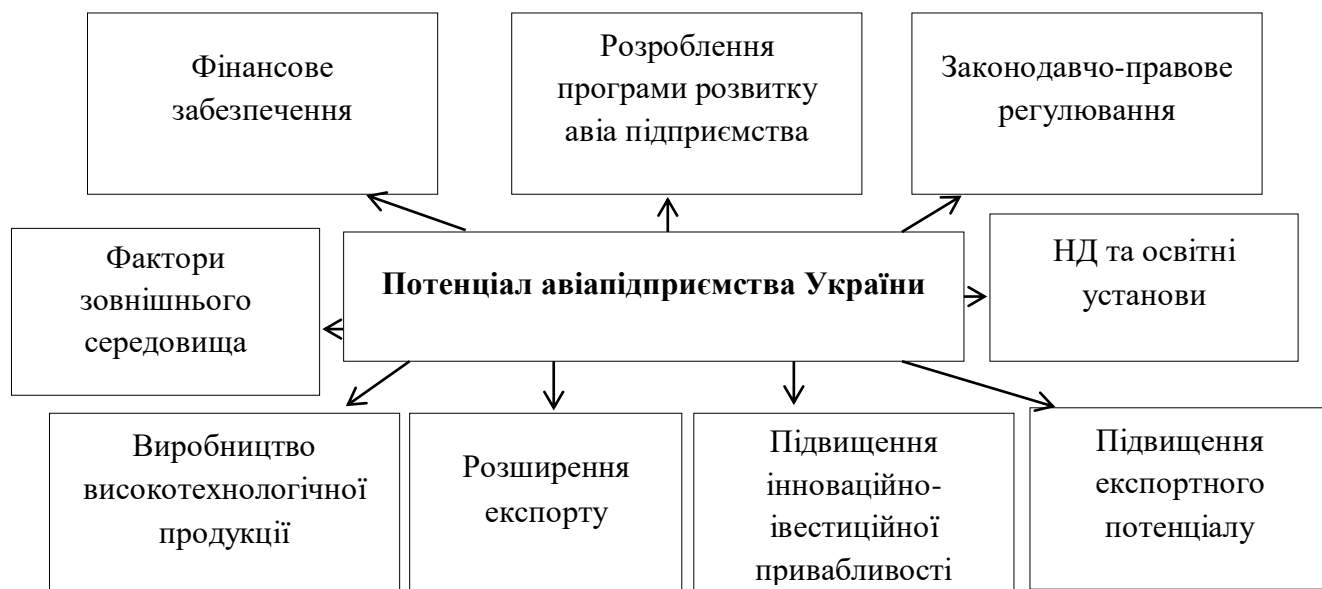 Фінансове
забезпечення
Розроблення
програми розвитку
авіа підприємства
Законодавчо-правове
регулювання
Фактори
зовнішнього
середовища
Потенціал авіапідприємства України
НД та освітні
установи
Виробництво
високотехнологічної
продукції
Розширення
експорту
Підвищення
інноваційно-
івестиційної
привабливості
Підвищення
експортного
потенціалу